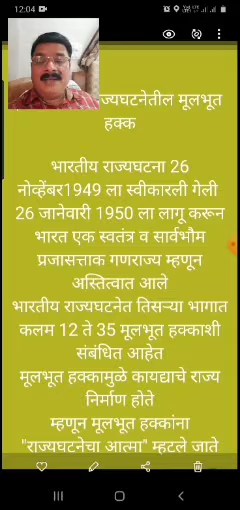 12:04
ज्यघटनेतील मूलभूत
हक्क
भारतीय राज्यघटना 26
नोव्हेंबर1949 ला स्वीकारली गेली
26 जानेवारी 1950 ला लागू करून
भारत एक स्वतंत्र व सार्वभौम
प्रजासत्ताक गणराज्य म्हणून
अस्तित्वात आले
भारतीय राज्यघटनेत तिसऱ्या भागात
कलम 12 ते 35 मूलभूत हक्काशी
संबंधित आहेत
मूलभूत हक्कामुळे कायद्याचे राज्य
निर्माण होते
म्हणून मूलभूत हक्कांना
"राज्यघटनेचा आत्मा" म्हटले जाते